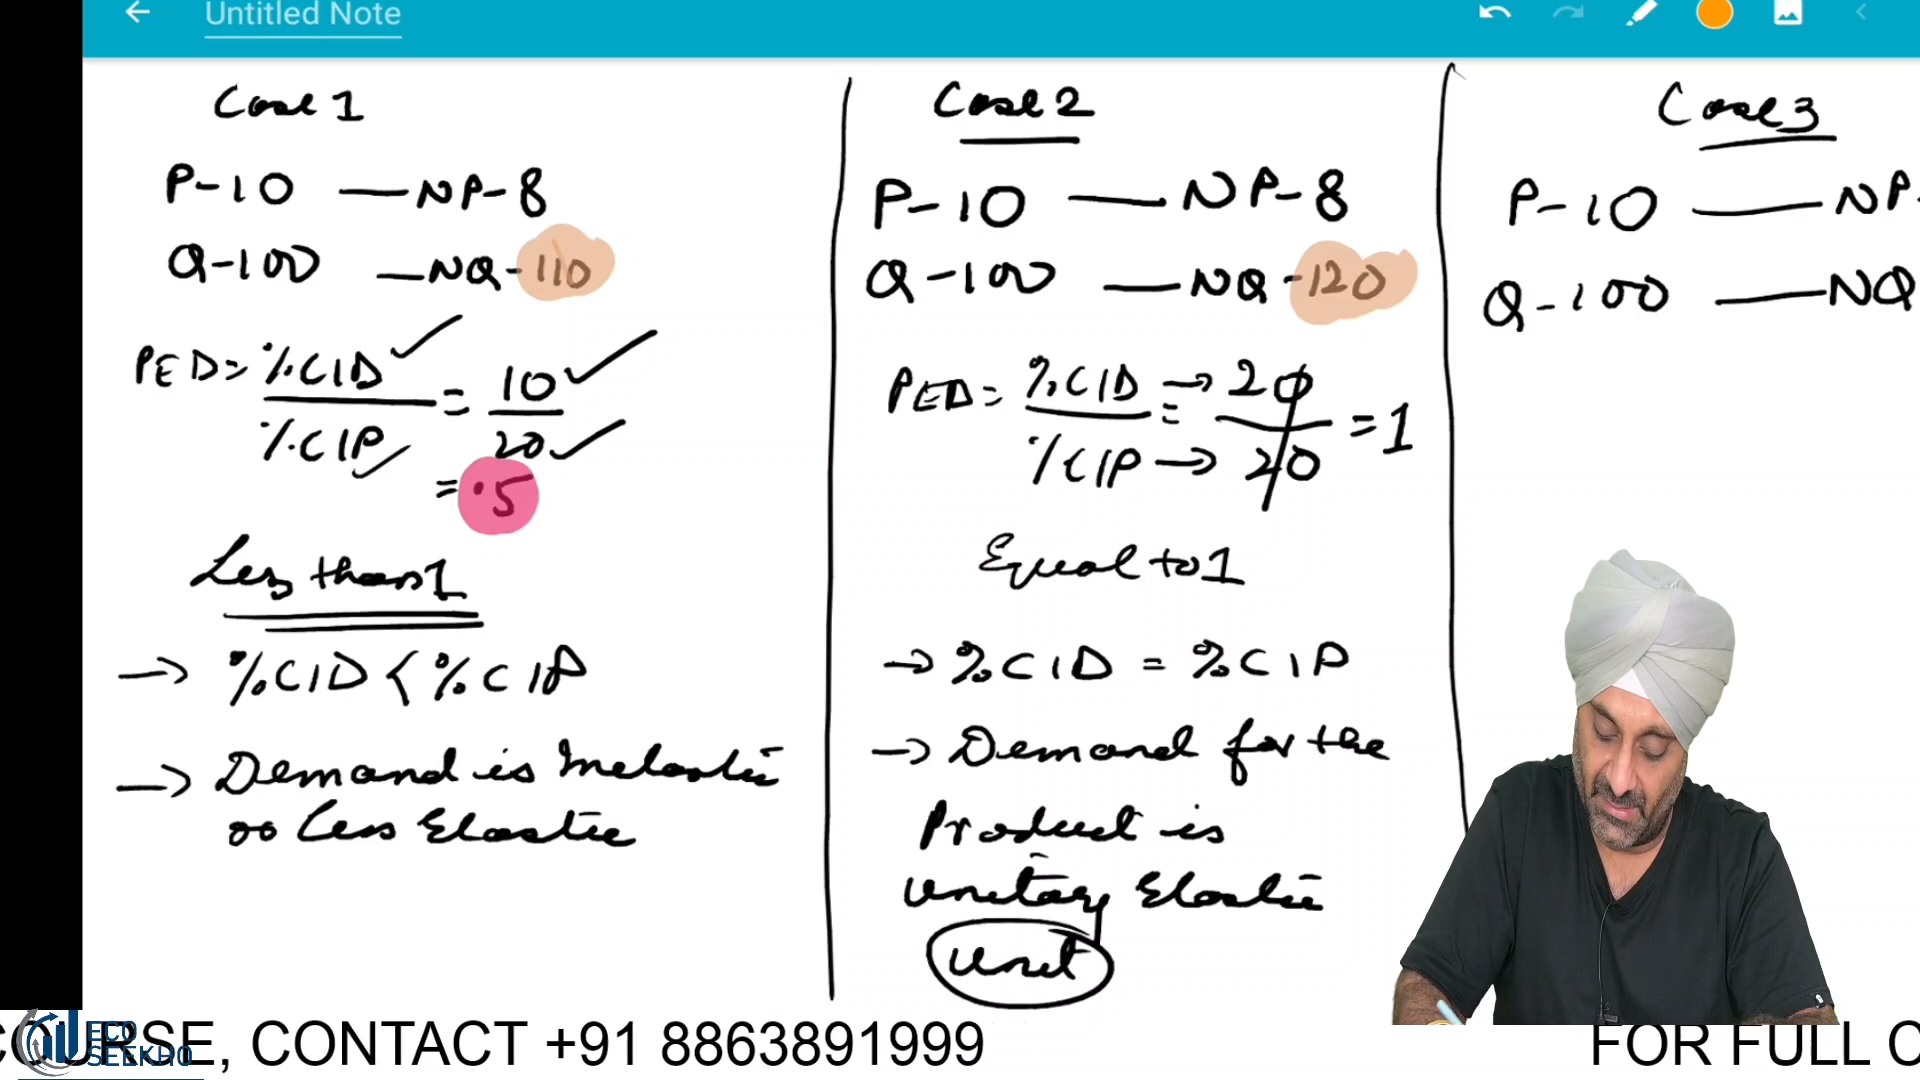 Untitled Note
Case 1
P-10 — NP-8
Q-100 — NQ-110
PED = %CID / %CIP = 10 / 20
= .5
Less than 1
→ %CID < %CIP
→ Demand is Inelastic
or Less Elastic
Case 2
P-10 — NP-8
Q-100 — NQ-120
PED = %CID → / %CIP → = 20 / 20 = 1
Equal to 1
→ %CID = %CIP
→ Demand for the
Product is
unitary Elastic
unit
Case 3
P-10 — NP-
Q-100 — NQ
ECO
SEEKHO
COURSE, CONTACT +91 8863891999 FOR FULL C